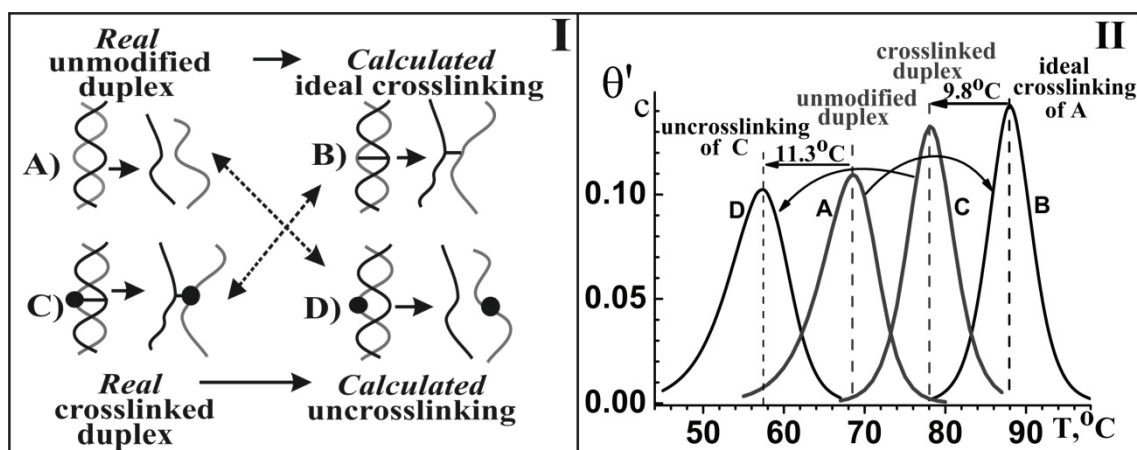 I
Real
unmodified
duplex
Calculated
ideal crosslinking
A)
B)
C)
D)
Real
crosslinked
duplex
Calculated
uncrosslinking
II
θ'c
crosslinked
duplex
ideal
crosslinking
of A
9.8°C
unmodified
duplex
uncrosslinking
of C
11.3°C
0.10
0.05
0.00
D
A
C
B
50 60 70 80 90 T,°C